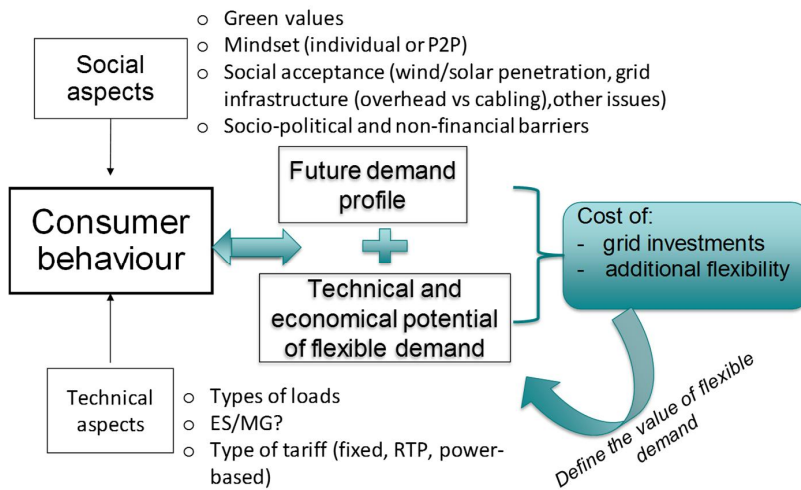 Social
aspects
○ Green values
○ Mindset (individual or P2P)
○ Social acceptance (wind/solar penetration, grid
infrastructure (overhead vs cabling),other issues)
○ Socio-political and non-financial barriers
Consumer
behaviour
Future demand
profile
Technical and
economical potential
of flexible demand
Cost of:
- grid investments
- additional flexibility
Define the value of flexible
demand
Technical
aspects
○ Types of loads
○ ES/MG?
○ Type of tariff (fixed, RTP, power-
based)